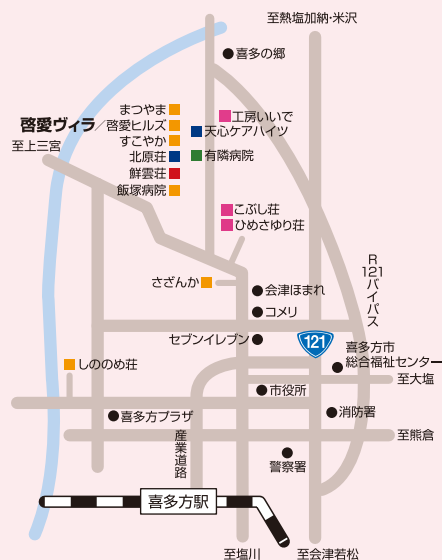 至熱塩加納・米沢
喜多の郷
まつやま
啓愛ヴィラ／啓愛ヒルズ
すこやか
北原荘
鮮雲荘
飯塚病院
至上三宮
工房いいで
天心ケアハイツ
有隣病院
こぶし荘
ひめさゆり荘
R121バイパス
さざんか
会津ほまれ
コメリ
セブンイレブン
121
喜多方市
総合福祉センター
しののめ荘
至大塩
市役所
喜多方プラザ
消防署
産業道路
至熊倉
警察署
喜多方駅
至塩川
至会津若松